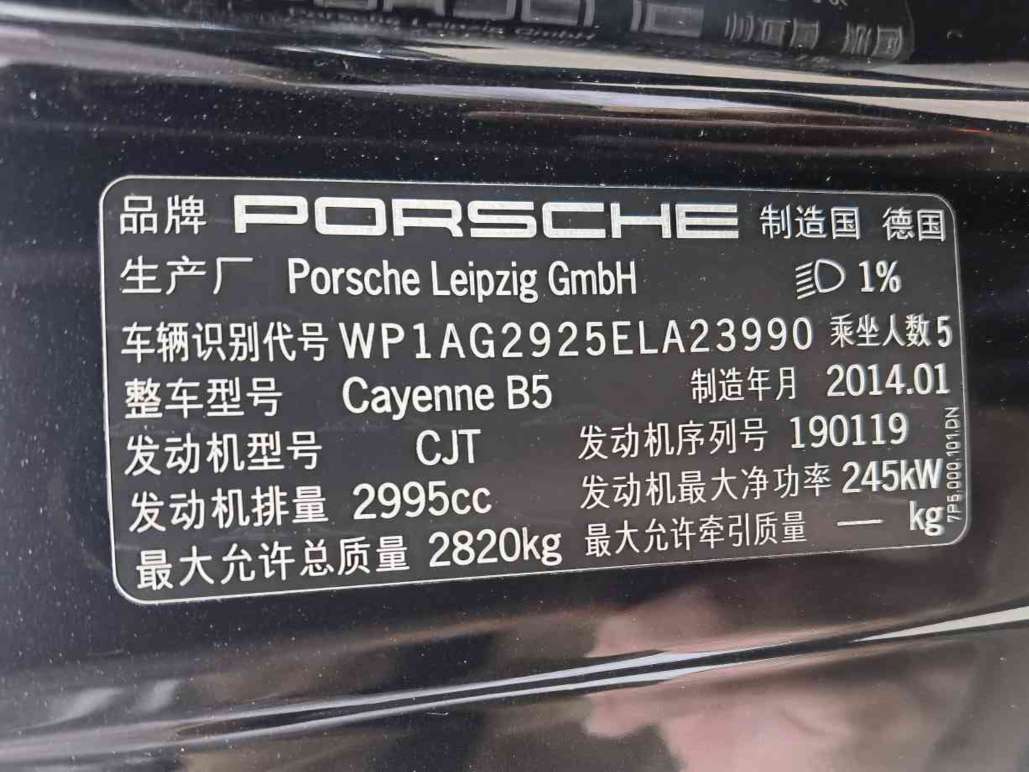 品牌 PORSCHE 制造国 德国
生产厂 Porsche Leipzig GmbH 1%
车辆识别代号 WP1AG2925ELA23990 乘坐人数 5
整车型号 Cayenne B5 制造年月 2014.01
发动机型号 CJT 发动机序列号 190119
发动机排量 2995cc 发动机最大净功率 245kW
最大允许总质量 2820kg 最大允许牵引质量 — kg
7P5.000.101.DN